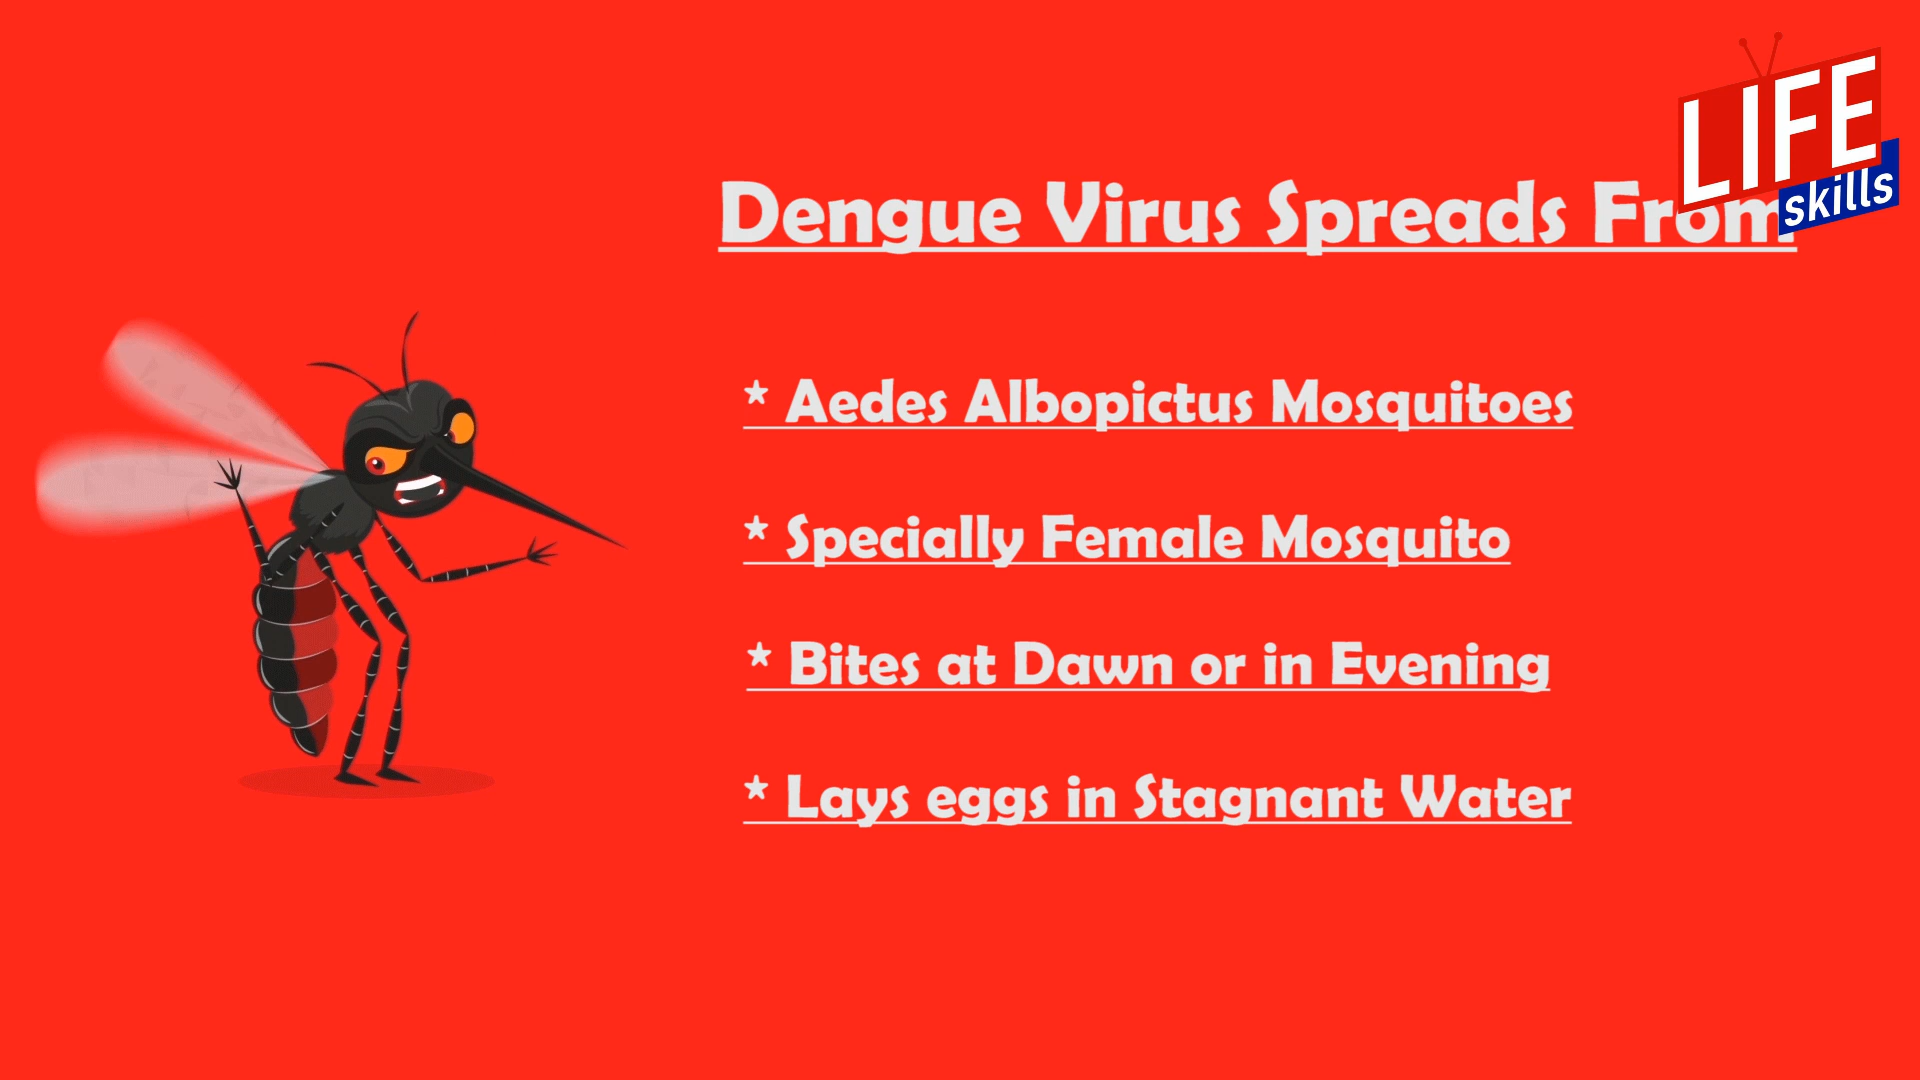 LIFE
skills
Dengue Virus Spreads From
* Aedes Albopictus Mosquitoes
* Specially Female Mosquito
* Bites at Dawn or in Evening
* Lays eggs in Stagnant Water